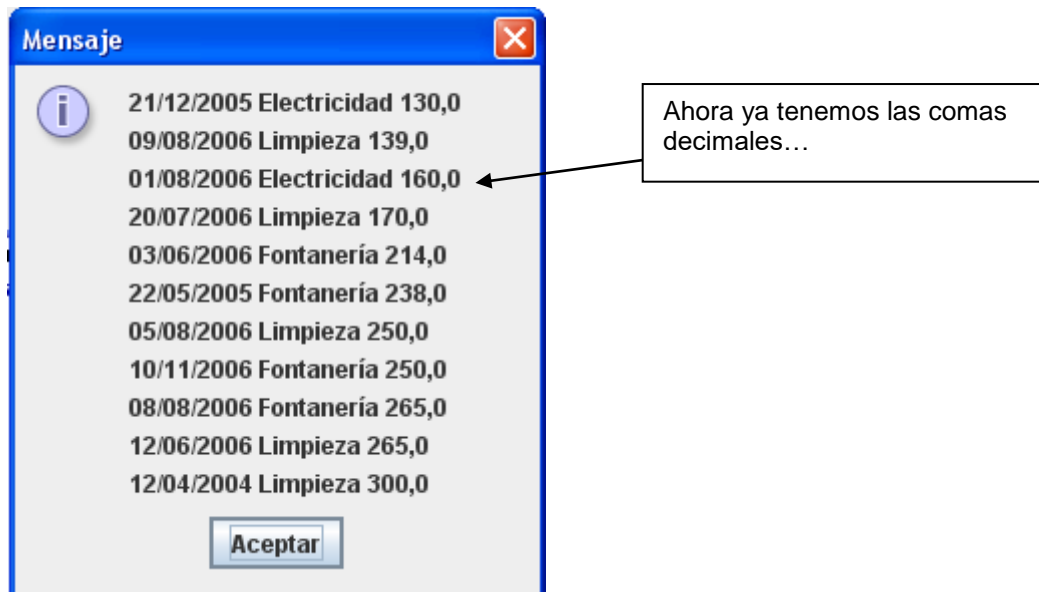 Mensaje
21/12/2005 Electricidad 130,0
09/08/2006 Limpieza 139,0
01/08/2006 Electricidad 160,0
20/07/2006 Limpieza 170,0
03/06/2006 Fontanería 214,0
22/05/2005 Fontanería 238,0
05/08/2006 Limpieza 250,0
10/11/2006 Fontanería 250,0
08/08/2006 Fontanería 265,0
12/06/2006 Limpieza 265,0
12/04/2004 Limpieza 300,0
Aceptar
Ahora ya tenemos las comas
decimales…